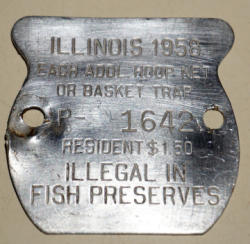 ILLINOIS 1956
EACH ADDL HOOP NET
OR BASKET TRAP
R- 1642
RESIDENT $1.50
ILLEGAL IN
FISH PRESERVES